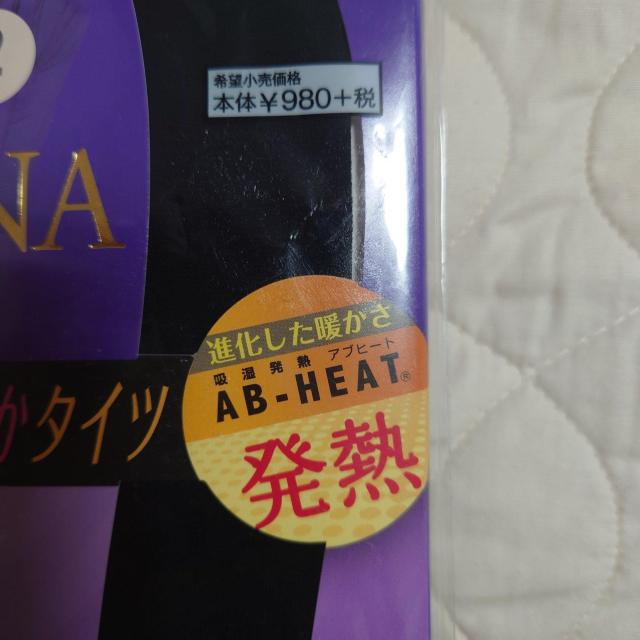 希望小売価格
本体¥980+税
NA
進化した暖かさ
吸湿発熱 アブヒート
AB-HEAT®
かタイツ
発熱